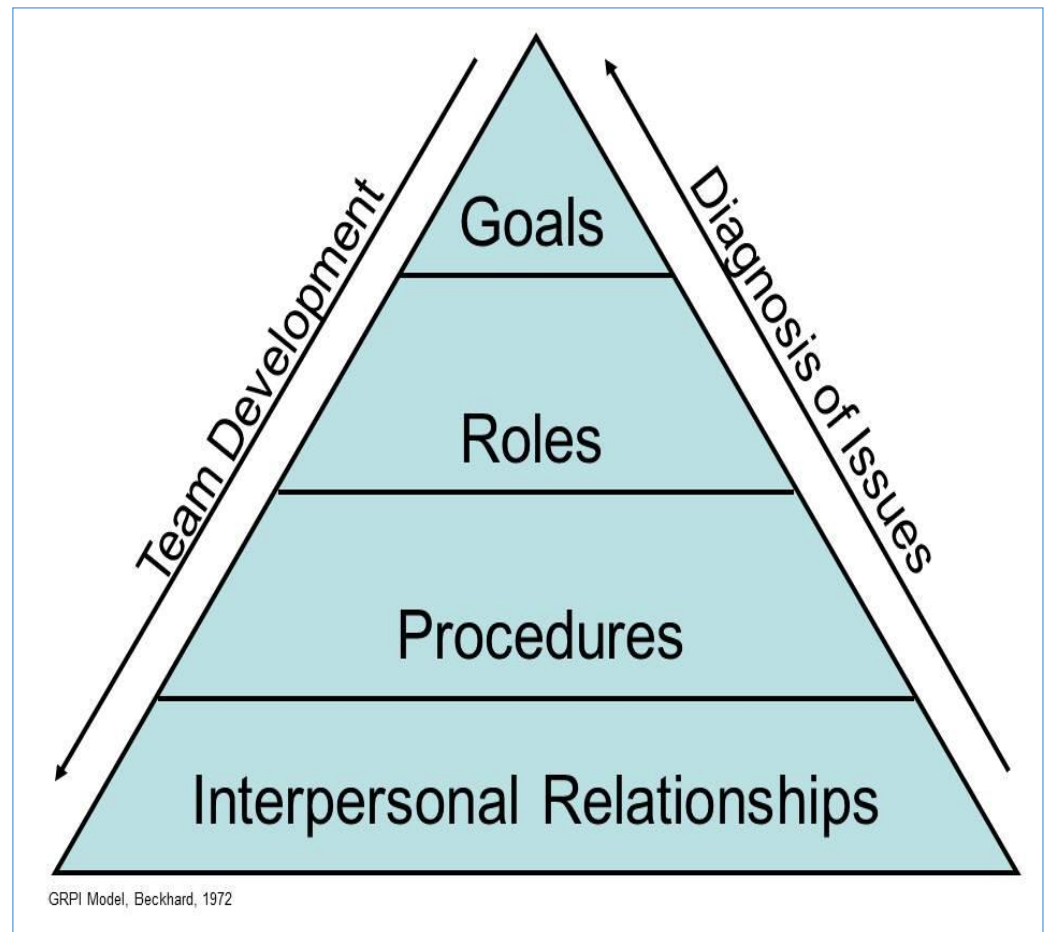 Goals
Roles
Procedures
Interpersonal Relationships
Team Development
Diagnosis of Issues
GRPI Model, Beckhard, 1972